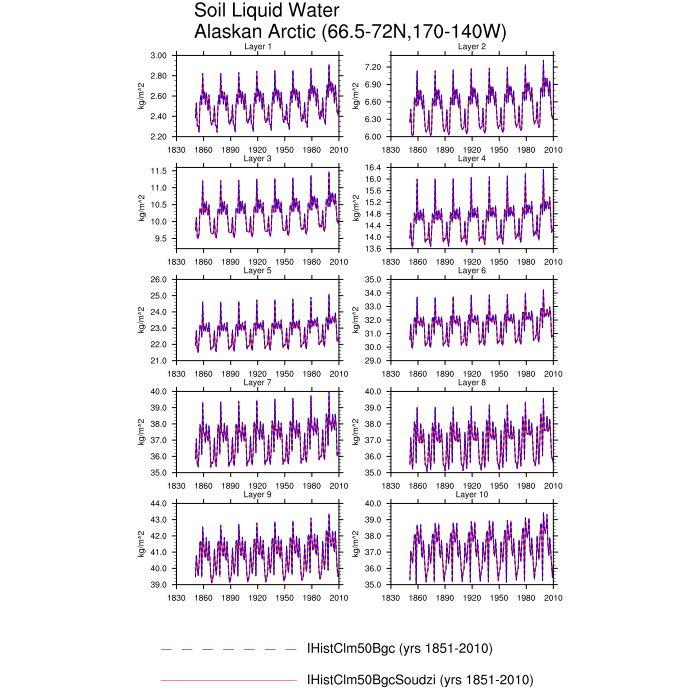 Soil Liquid Water
Alaskan Arctic (66.5-72N,170-140W)
Layer 1
Layer 2
3.00
2.80
2.60
2.40
2.20
kg/m^2
1830 1860 1890 1920 1950 1980 2010
7.20
6.90
6.60
6.30
6.00
kg/m^2
1830 1860 1890 1920 1950 1980 2010
Layer 3
Layer 4
11.5
11.0
10.5
10.0
9.5
kg/m^2
1830 1860 1890 1920 1950 1980 2010
16.4
16.0
15.6
15.2
14.8
14.4
14.0
13.6
kg/m^2
1830 1860 1890 1920 1950 1980 2010
Layer 5
Layer 6
26.0
25.0
24.0
23.0
22.0
21.0
kg/m^2
1830 1860 1890 1920 1950 1980 2010
35.0
34.0
33.0
32.0
31.0
30.0
29.0
kg/m^2
1830 1860 1890 1920 1950 1980 2010
Layer 7
Layer 8
40.0
39.0
38.0
37.0
36.0
35.0
kg/m^2
1830 1860 1890 1920 1950 1980 2010
40.0
39.0
38.0
37.0
36.0
35.0
kg/m^2
1830 1860 1890 1920 1950 1980 2010
Layer 9
Layer 10
44.0
43.0
42.0
41.0
40.0
39.0
kg/m^2
1830 1860 1890 1920 1950 1980 2010
40.0
39.0
38.0
37.0
36.0
35.0
kg/m^2
1830 1860 1890 1920 1950 1980 2010
IHistClm50Bgc (yrs 1851-2010)
IHistClm50BgcSoudzi (yrs 1851-2010)